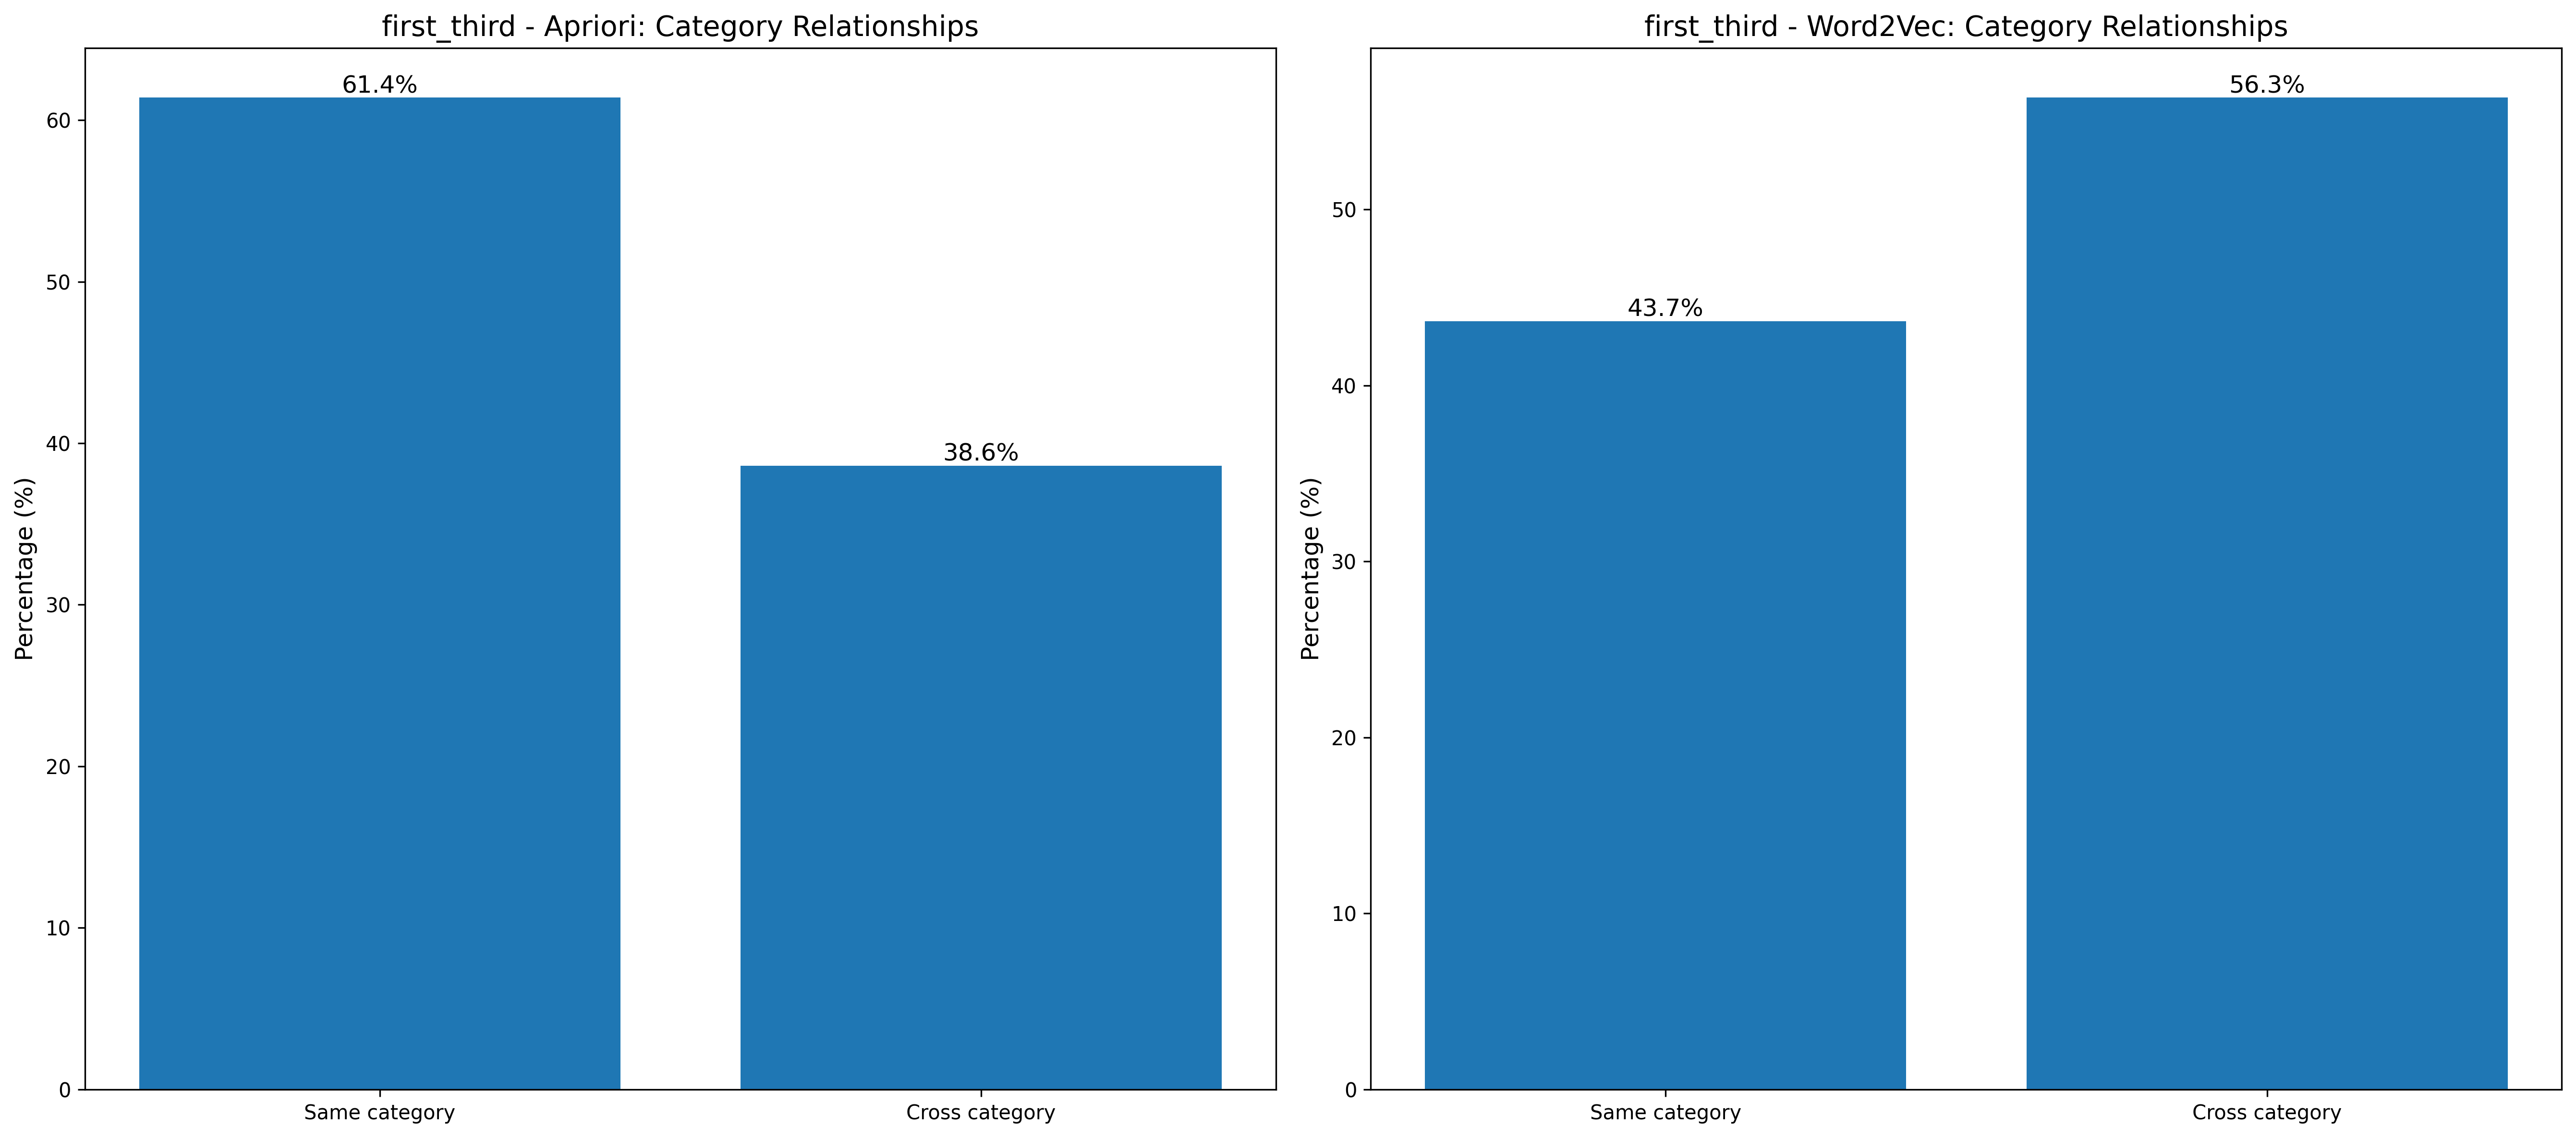 first_third - Apriori: Category Relationships
61.4%
38.6%
60
50
40
30
20
10
0
Percentage (%)
Same category
Cross category
first_third - Word2Vec: Category Relationships
56.3%
43.7%
50
40
30
20
10
0
Percentage (%)
Same category
Cross category